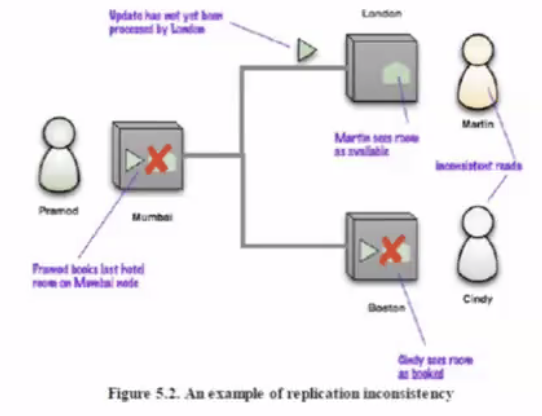 Update has not yet been
processed by London
London
Martin
Martin sees room
as available
inconsistent reads
Pramod
Mumbai
Pramod books last hotel
room on Mumbai node
Boston
Cindy
Cindy sees room
as booked
Figure 5.2. An example of replication inconsistency